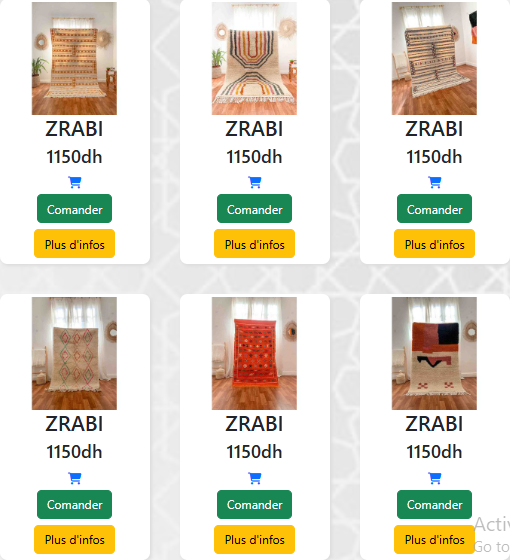 ZRABI ZRABI ZRABI
1150dh 1150dh 1150dh
Comander Comander Comander
Plus d'infos Plus d'infos Plus d'infos
ZRABI ZRABI ZRABI
1150dh 1150dh 1150dh
Comander Comander Comander
Plus d'infos Plus d'infos Plus d'infos
Go to